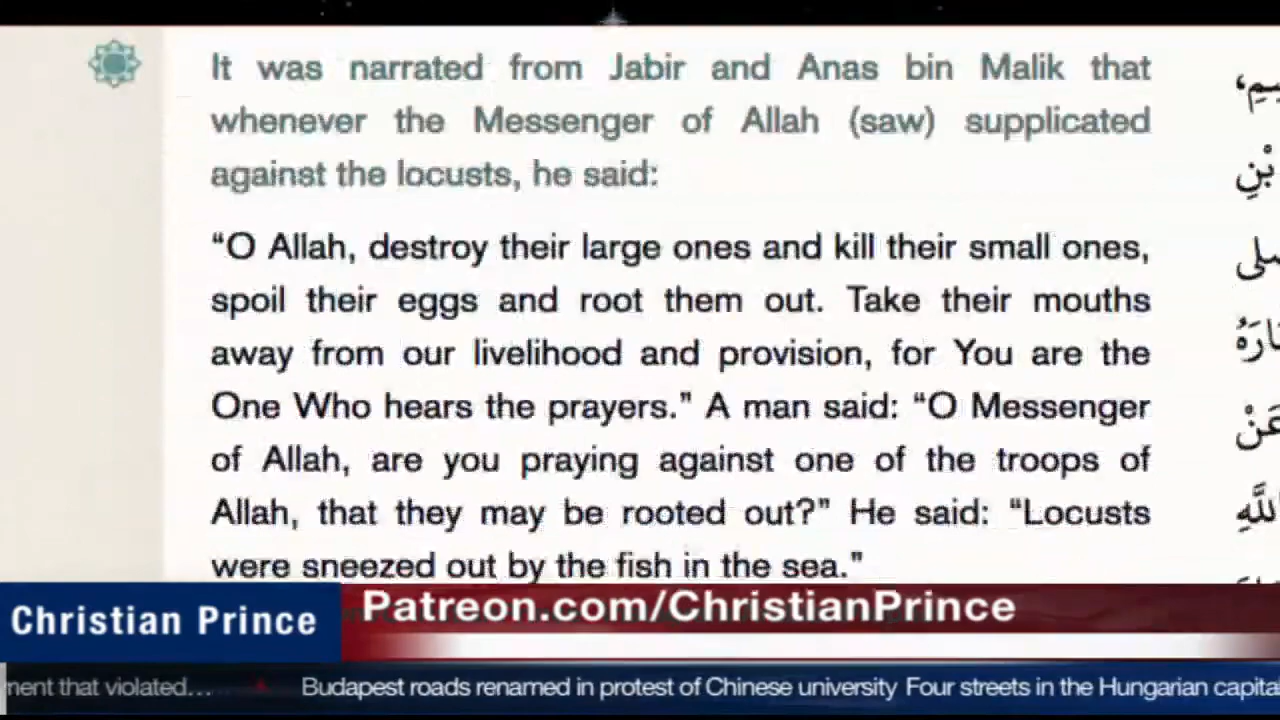 It was narrated from Jabir and Anas bin Malik that
whenever the Messenger of Allah (saw) supplicated
against the locusts, he said:
“O Allah, destroy their large ones and kill their small ones,
spoil their eggs and root them out. Take their mouths
away from our livelihood and provision, for You are the
One Who hears the prayers.” A man said: “O Messenger
of Allah, are you praying against one of the troops of
Allah, that they may be rooted out?” He said: “Locusts
were sneezed out by the fish in the sea.”
بْنِ
عَنْ
اللَّهِ
Christian Prince
Patreon.com/ChristianPrince
ment that violated... Budapest roads renamed in protest of Chinese university Four streets in the Hungarian capita